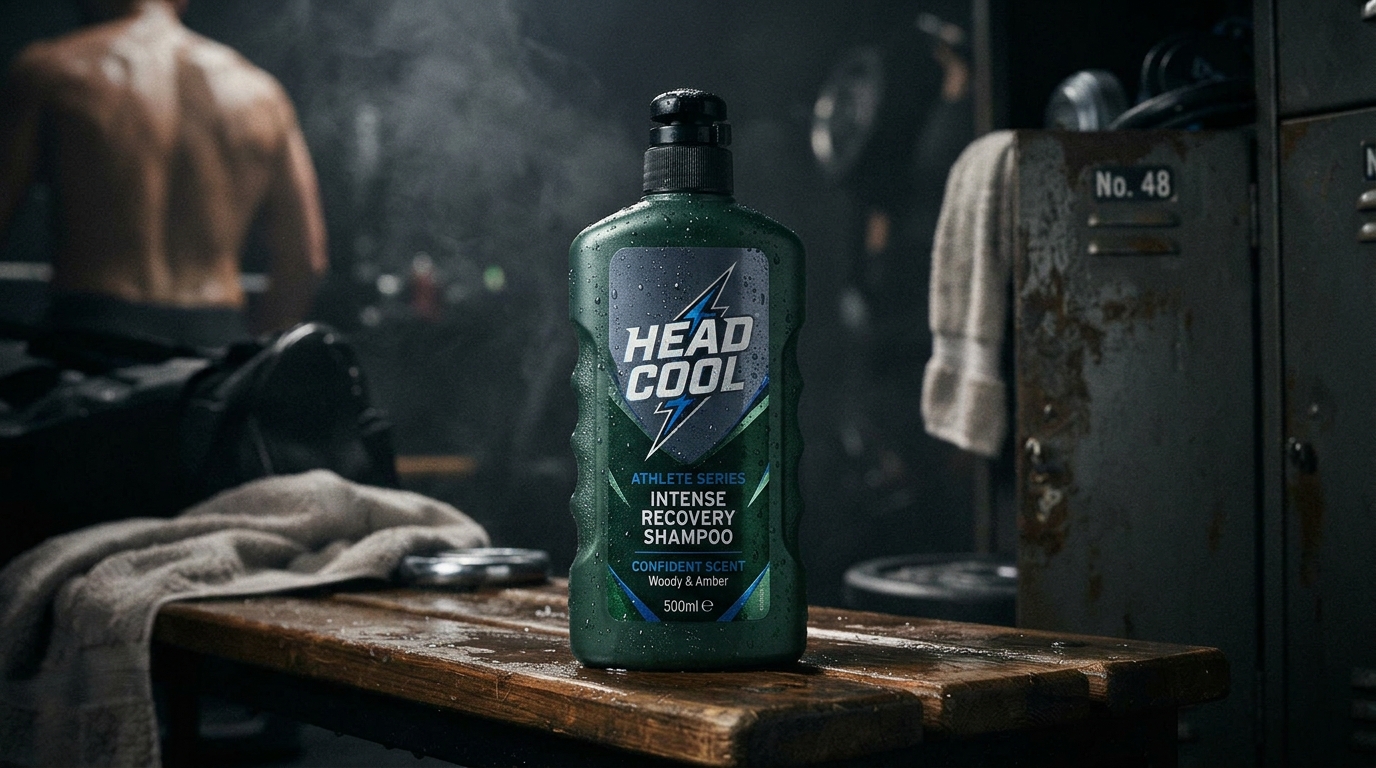 HEAD
COOL
ATHLETE SERIES
INTENSE
RECOVERY
SHAMPOO
CONFIDENT SCENT
Woody & Amber
500ml ℮
No. 48
N